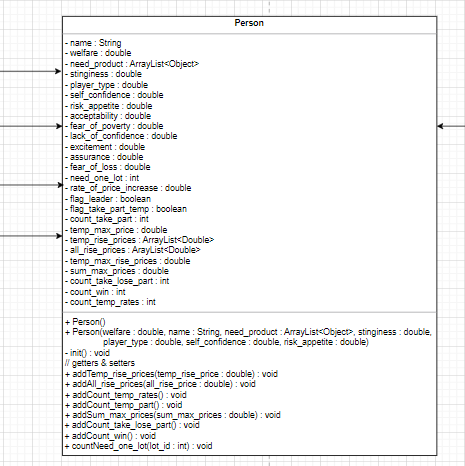 Person
- name : String
- welfare : double
- need_product : ArrayList<Object>
- stinginess : double
- player_type : double
- self_confidence : double
- risk_appetite : double
- acceptability : double
- fear_of_poverty : double
- lack_of_confidence : double
- excitement : double
- assurance : double
- fear_of_loss : double
- need_one_lot : int
- rate_of_price_increase : double
- flag_leader : boolean
- flag_take_part_temp : boolean
- count_take_part : int
- temp_max_price : double
- temp_rise_prices : ArrayList<Double>
- all_rise_prices : ArayList<Double>
- temp_max_rise_prices : double
- sum_max_prices : double
- count_take_lose_part : int
- count_win : int
- count_temp_rates : int
+ Person()
+ Person(welfare : double, name : String, need_product : ArrayList<Object>, stinginess : double,
player_type : double, self_confidence : double, risk_appetite : double)
- init() : void
// getters & setters
+ addTemp_rise_prices(temp_rise_price : double) : void
+ addAll_rise_prices(all_rise_price : double) : void
+ addCount_temp_rates() : void
+ addCount_temp_part() : void
+ addSum_max_prices(sum_max_prices : double) : void
+ addCount_take_lose_part() : void
+ addCount_win() : void
+ countNeed_one_lot(lot_id : int) : void